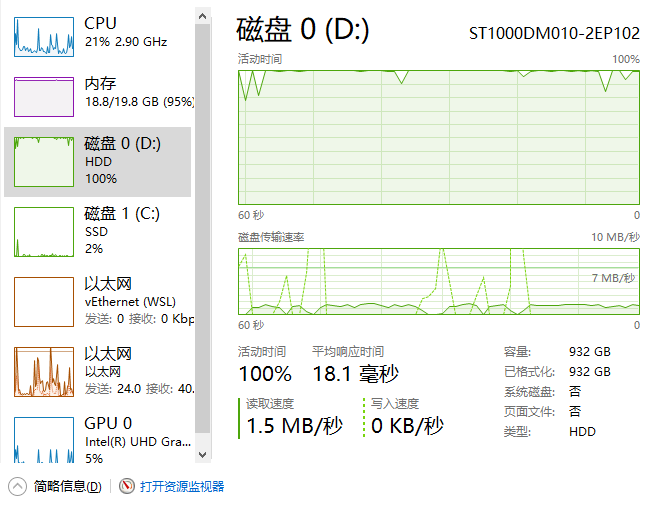 CPU
21% 2.90 GHz
内存
18.8/19.8 GB (95%)
磁盘 0 (D:)
HDD
100%
磁盘 1 (C:)
SSD
2%
以太网
vEthernet (WSL)
发送: 0 接收: 0 Kbp
以太网
发送: 24.0 接收: 40.
GPU 0
Intel(R) UHD Gra...
5%
磁盘 0 (D:)
ST1000DM010-2EP102
活动时间
100%
60 秒
0
磁盘传输速率
10 MB/秒
7 MB/秒
60 秒
0
活动时间
100%
平均响应时间
18.1 毫秒
读取速度
1.5 MB/秒
写入速度
0 KB/秒
容量: 932 GB
已格式化: 932 GB
系统磁盘: 否
页面文件: 否
类型: HDD
简略信息(D)
打开资源监视器